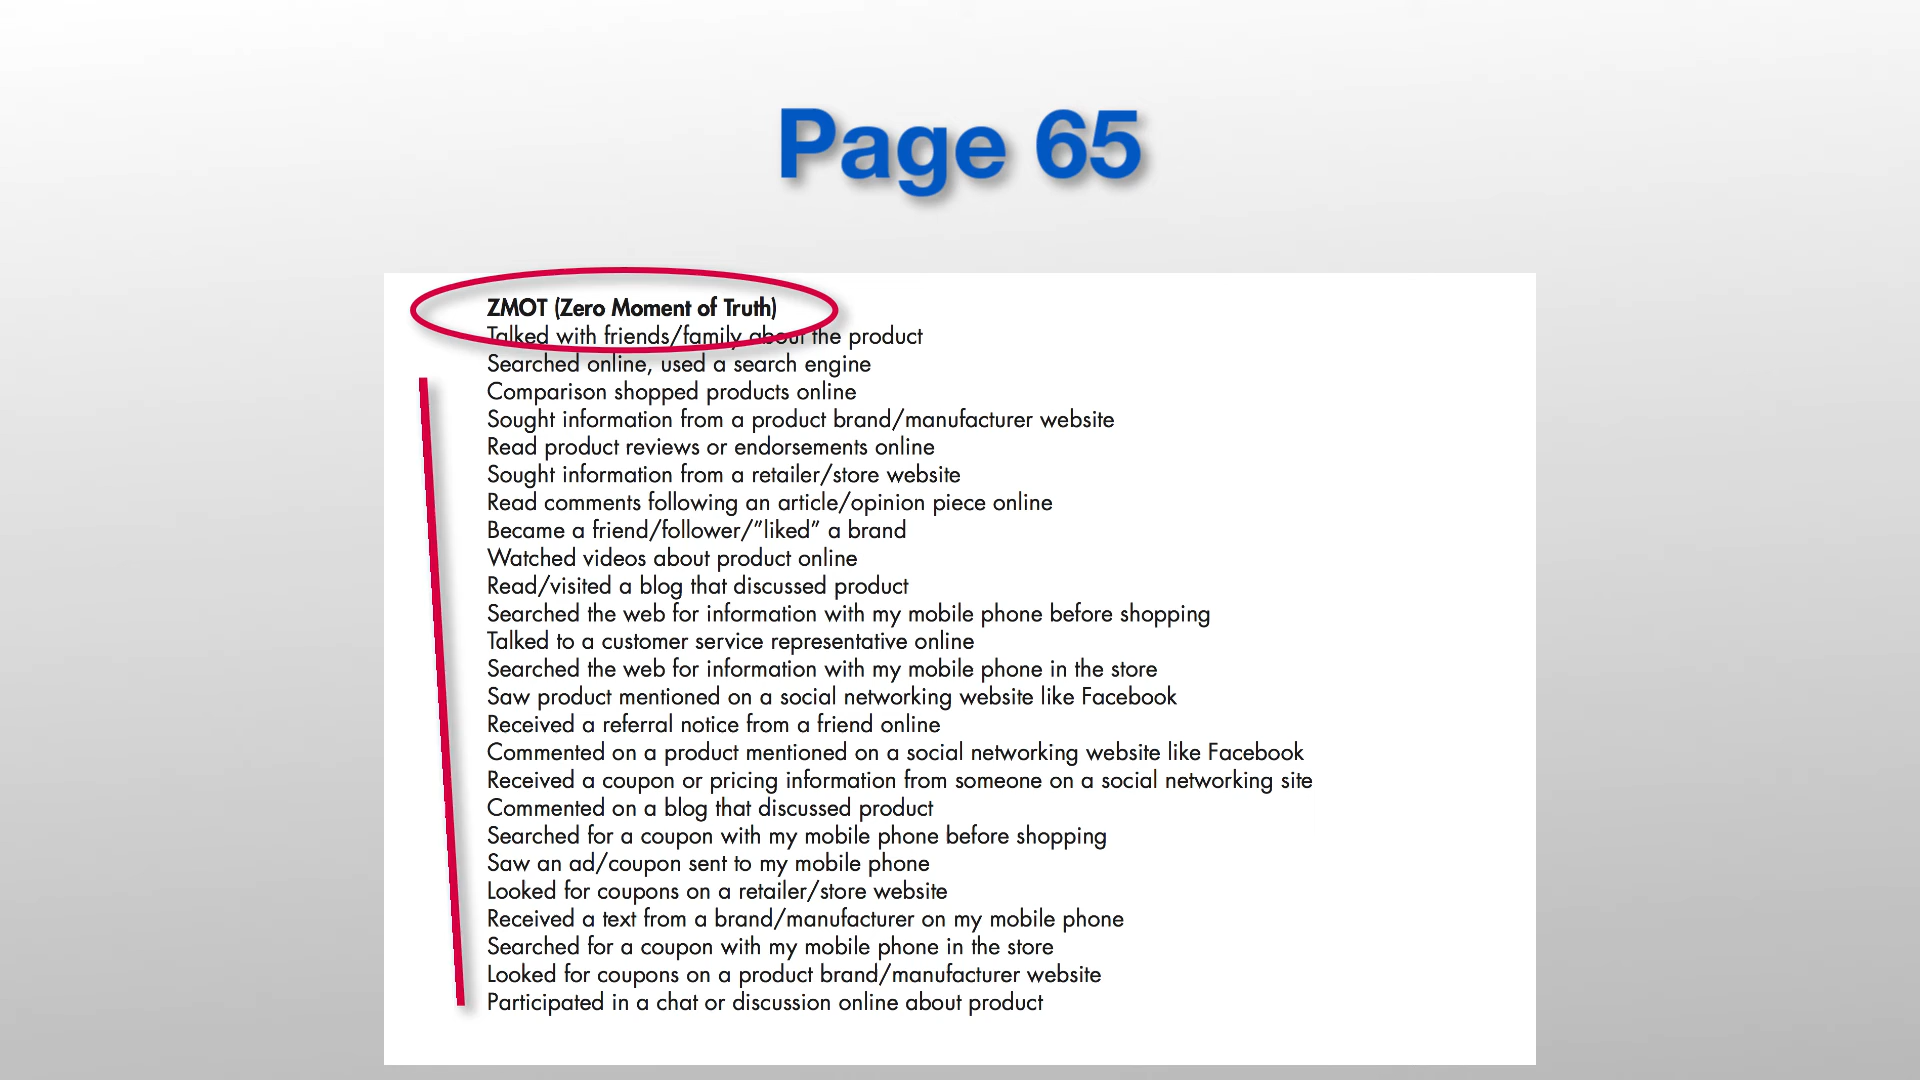 Page 65
ZMOT (Zero Moment of Truth)
Talked with friends/family about the product
Searched online, used a search engine
Comparison shopped products online
Sought information from a product brand/manufacturer website
Read product reviews or endorsements online
Sought information from a retailer/store website
Read comments following an article/opinion piece online
Became a friend/follower/”liked” a brand
Watched videos about product online
Read/visited a blog that discussed product
Searched the web for information with my mobile phone before shopping
Talked to a customer service representative online
Searched the web for information with my mobile phone in the store
Saw product mentioned on a social networking website like Facebook
Received a referral notice from a friend online
Commented on a product mentioned on a social networking website like Facebook
Received a coupon or pricing information from someone on a social networking site
Commented on a blog that discussed product
Searched for a coupon with my mobile phone before shopping
Saw an ad/coupon sent to my mobile phone
Looked for coupons on a retailer/store website
Received a text from a brand/manufacturer on my mobile phone
Searched for a coupon with my mobile phone in the store
Looked for coupons on a product brand/manufacturer website
Participated in a chat or discussion online about product